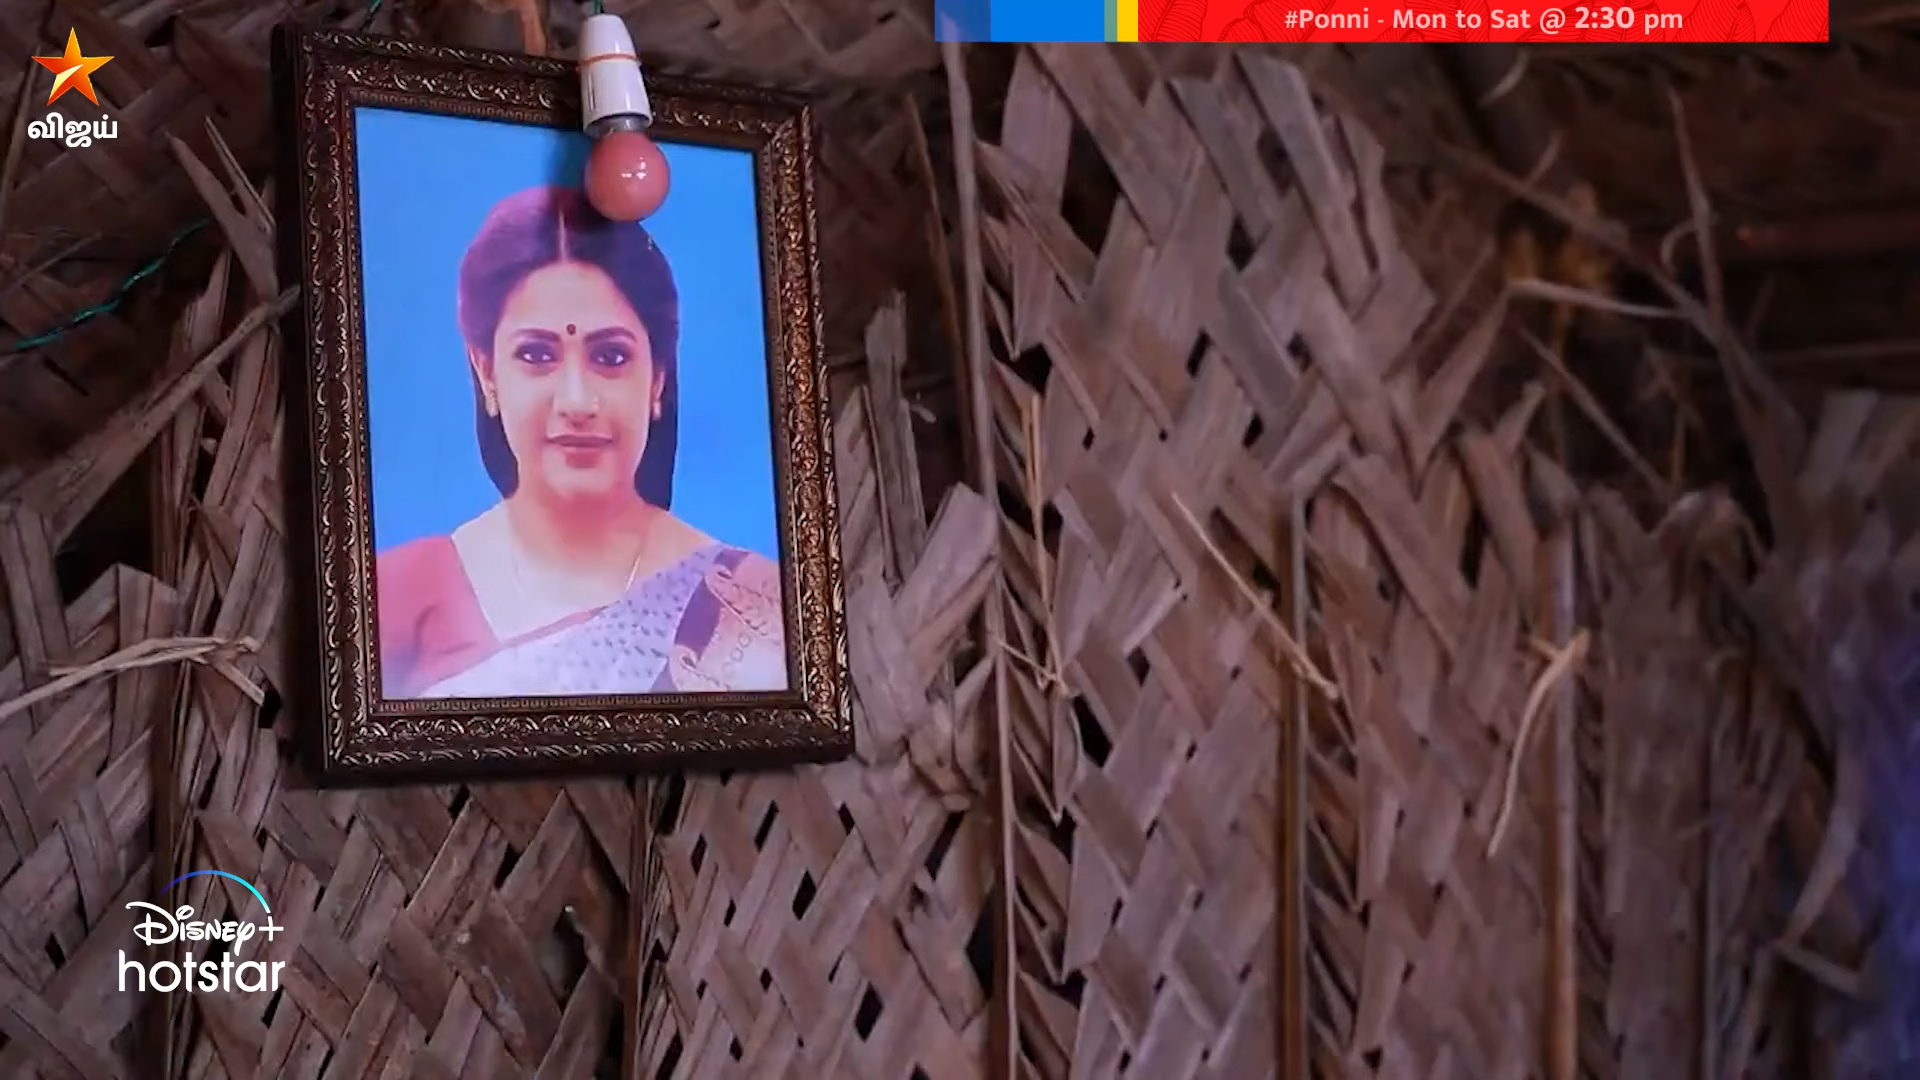 #Ponni - Mon to Sat @ 2:30 pm
விஜய்
Disney+
hotstar